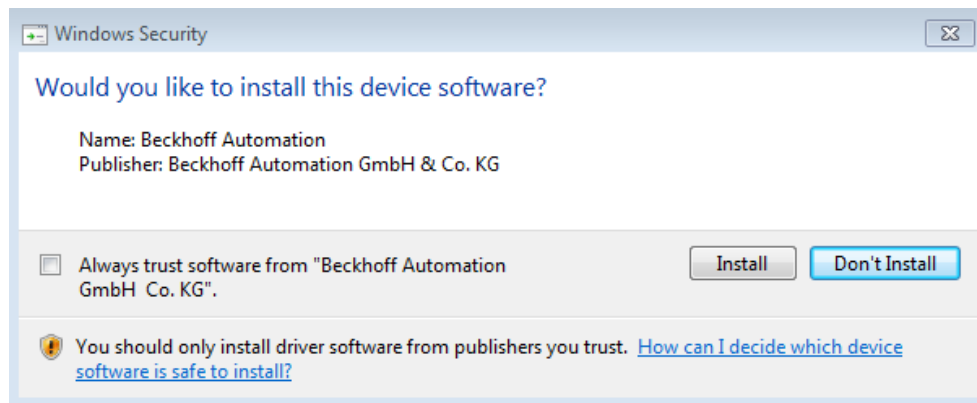 Windows Security
Would you like to install this device software?
Name: Beckhoff Automation
Publisher: Beckhoff Automation GmbH & Co. KG
Always trust software from "Beckhoff Automation
GmbH  Co. KG".
Install
Don't Install
You should only install driver software from publishers you trust. How can I decide which device
software is safe to install?